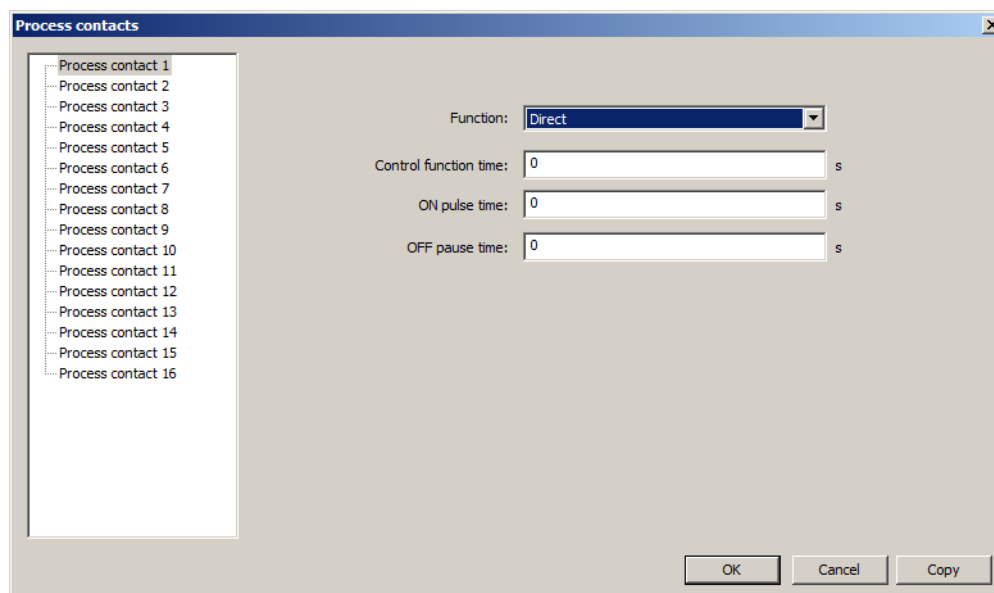 Process contacts
Process contact 1
Process contact 2
Process contact 3
Process contact 4
Process contact 5
Process contact 6
Process contact 7
Process contact 8
Process contact 9
Process contact 10
Process contact 11
Process contact 12
Process contact 13
Process contact 14
Process contact 15
Process contact 16
Function: Direct
Control function time: 0 s
ON pulse time: 0 s
OFF pause time: 0 s
OK Cancel Copy